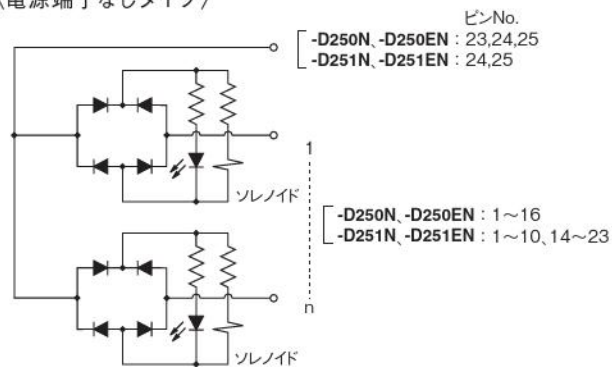 (電源端子なしタイプ)
ピンNo.
-D250N、-D250EN：23,24,25
-D251N、-D251EN：24,25
1
ソレノイド
-D250N、-D250EN：1～16
-D251N、-D251EN：1～10、14～23
n
ソレノイド